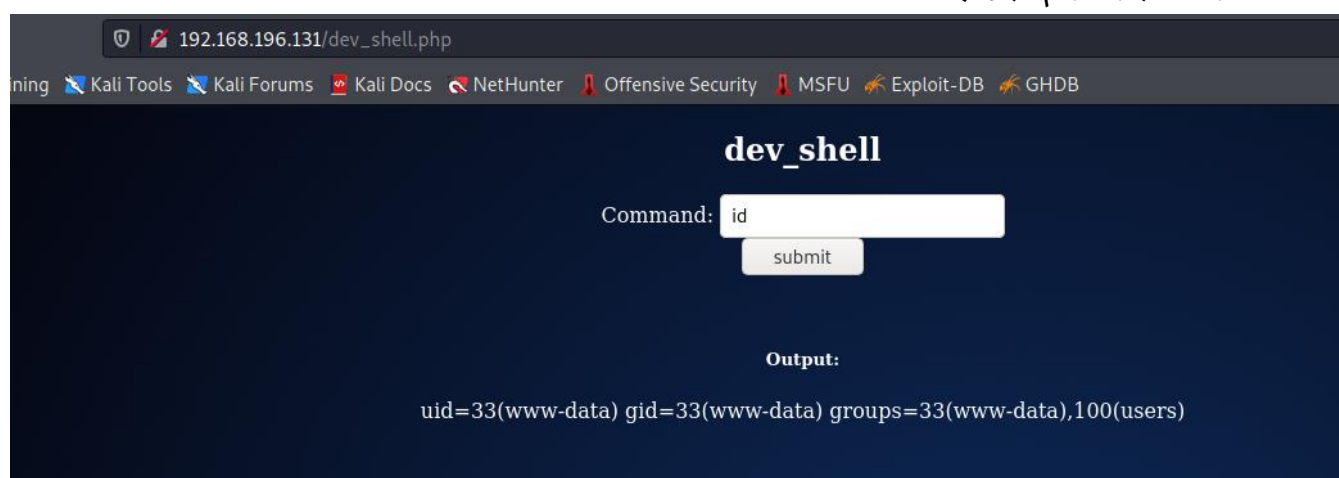 192.168.196.131/dev_shell.php
ining Kali Tools Kali Forums Kali Docs NetHunter Offensive Security MSFU Exploit-DB GHDB
dev_shell
Command: id
submit
Output:
uid=33(www-data) gid=33(www-data) groups=33(www-data),100(users)